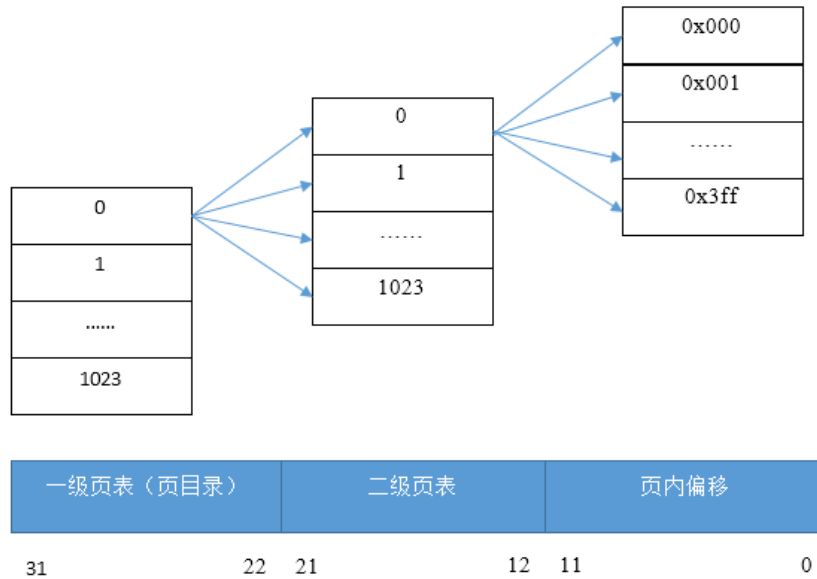 0x000
0x001
……
0x3ff
0
1
……
1023
0
1
……
1023
一级页表（页目录） 二级页表 页内偏移
31 22 21 12 11 0